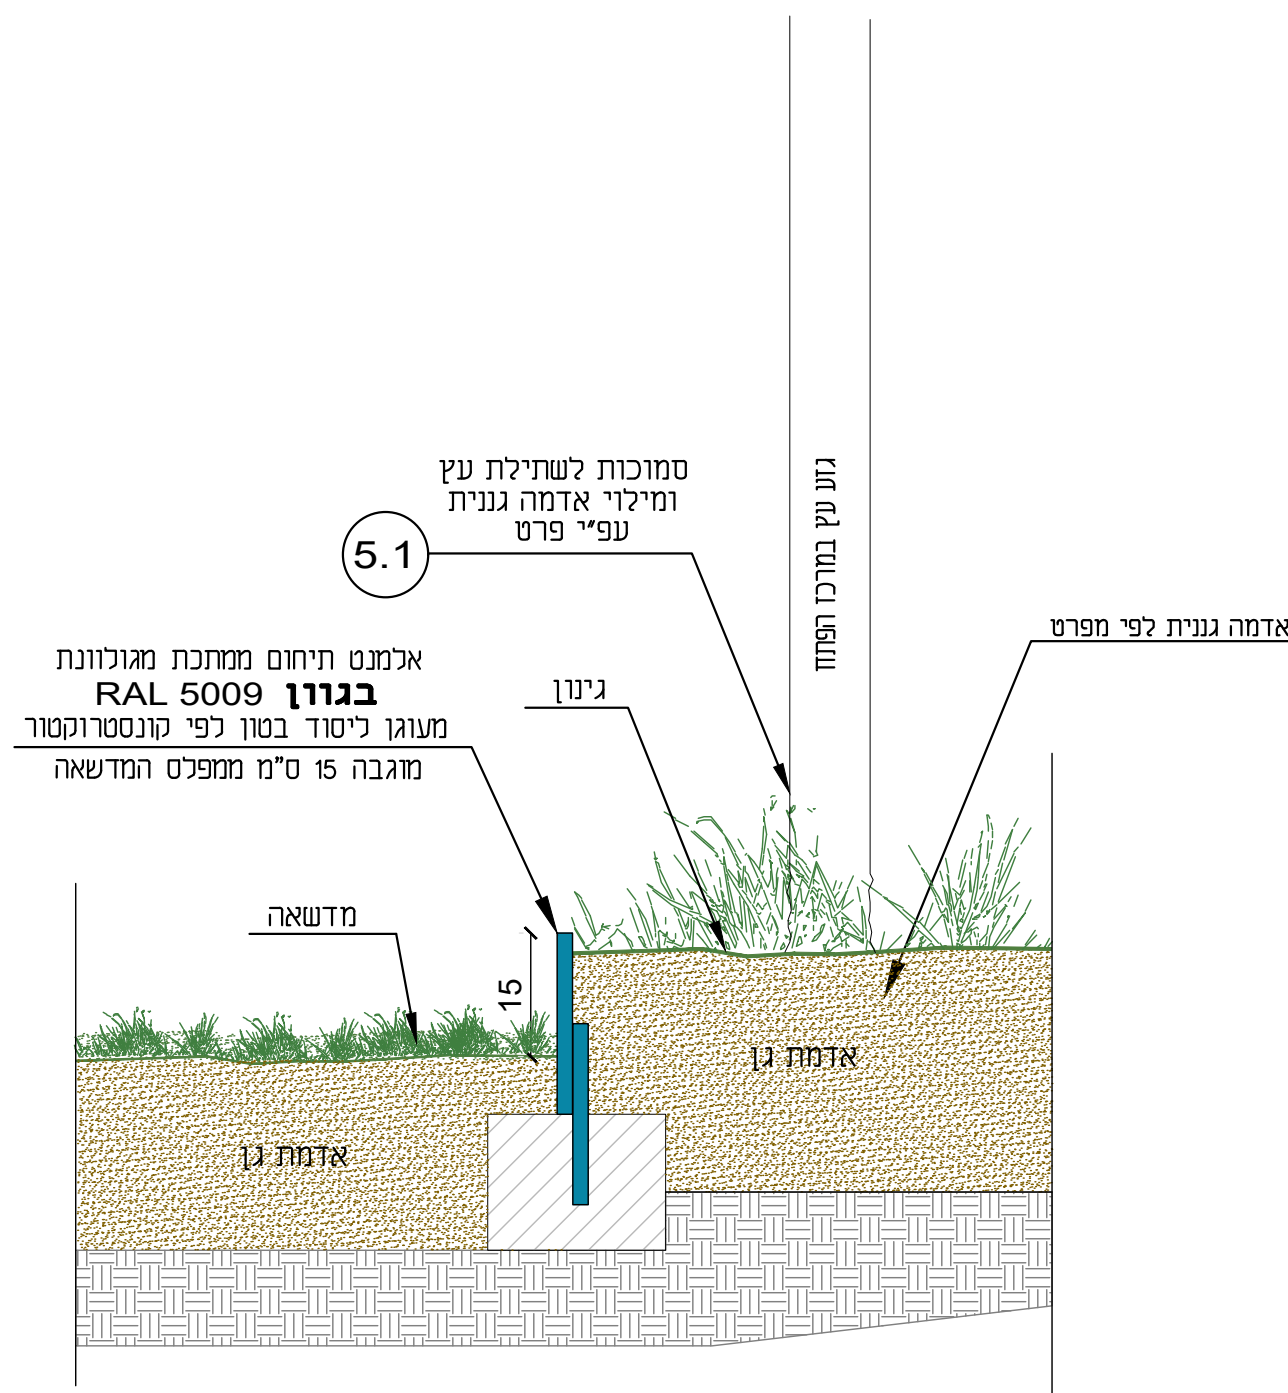 סמוכות לשתילת עץ
ומילוי אדמה גננית
עפ"י פרט
5.1
גזע עץ במרכז הפתח
אדמה גננית לפי מפרט
אלמנט תיחום ממתכת מגולוונת
בגוון RAL 5009
מעוגן ליסוד בטון לפי קונסטרוקטור
מוגבה 15 ס"מ ממפלס המדשאה
גינון
מדשאה
15
אדמת גן
אדמת גן